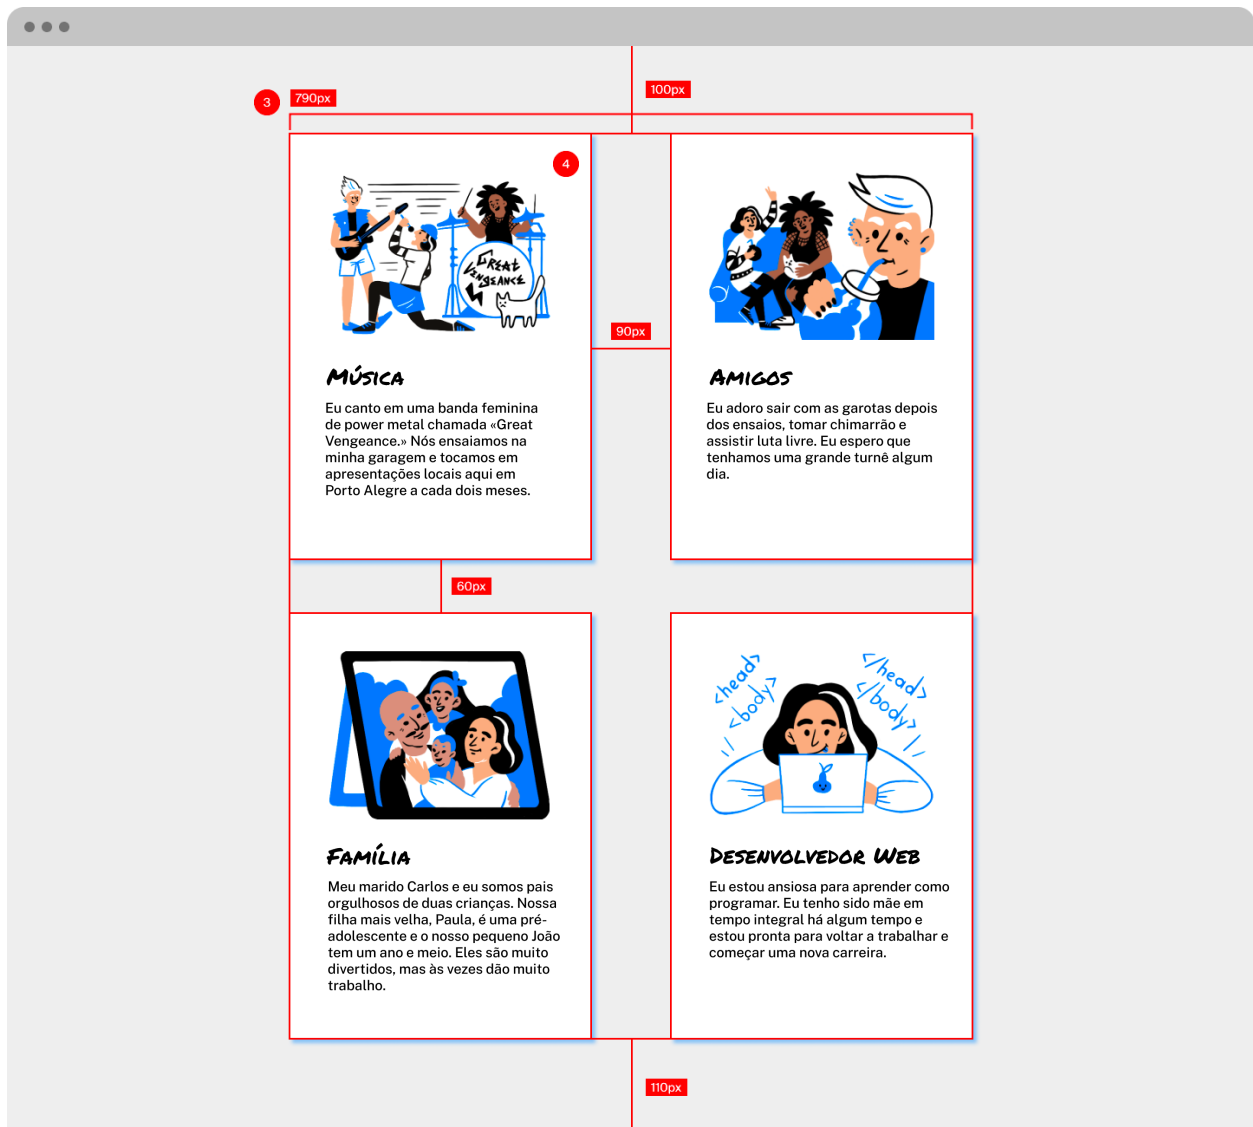 3
790px
100px
4
GREAT
VENGEANCE
90px
Música
Eu canto em uma banda feminina
de power metal chamada «Great
Vengeance.» Nós ensaiamos na
minha garagem e tocamos em
apresentações locais aqui em
Porto Alegre a cada dois meses.
Amigos
Eu adoro sair com as garotas depois
dos ensaios, tomar chimarrão e
assistir luta livre. Eu espero que
tenhamos uma grande turnê algum
dia.
60px
<head>
<body>
</head>
</body>
Família
Meu marido Carlos e eu somos pais
orgulhosos de duas crianças. Nossa
filha mais velha, Paula, é uma pré-
adolescente e o nosso pequeno João
tem um ano e meio. Eles são muito
divertidos, mas às vezes dão muito
trabalho.
Desenvolvedor Web
Eu estou ansiosa para aprender como
programar. Eu tenho sido mãe em
tempo integral há algum tempo e
estou pronta para voltar a trabalhar e
começar uma nova carreira.
110px